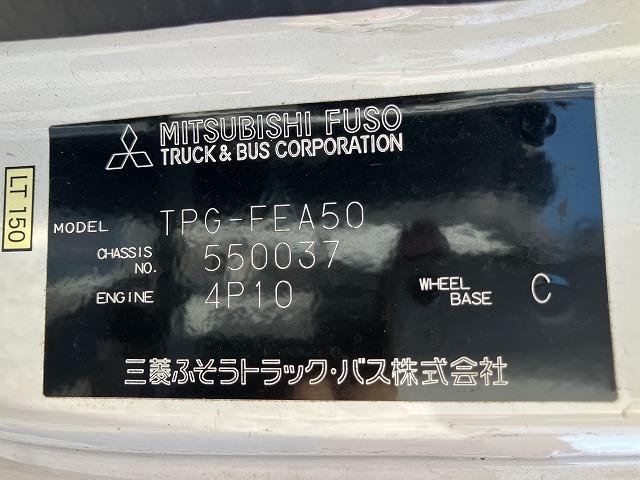 MITSUBISHI FUSO
TRUCK & BUS CORPORATION
LT 150
MODEL TPG-FEA50
CHASSIS NO. 550037
ENGINE 4P10
WHEEL BASE C
三菱ふそうトラック・バス株式会社